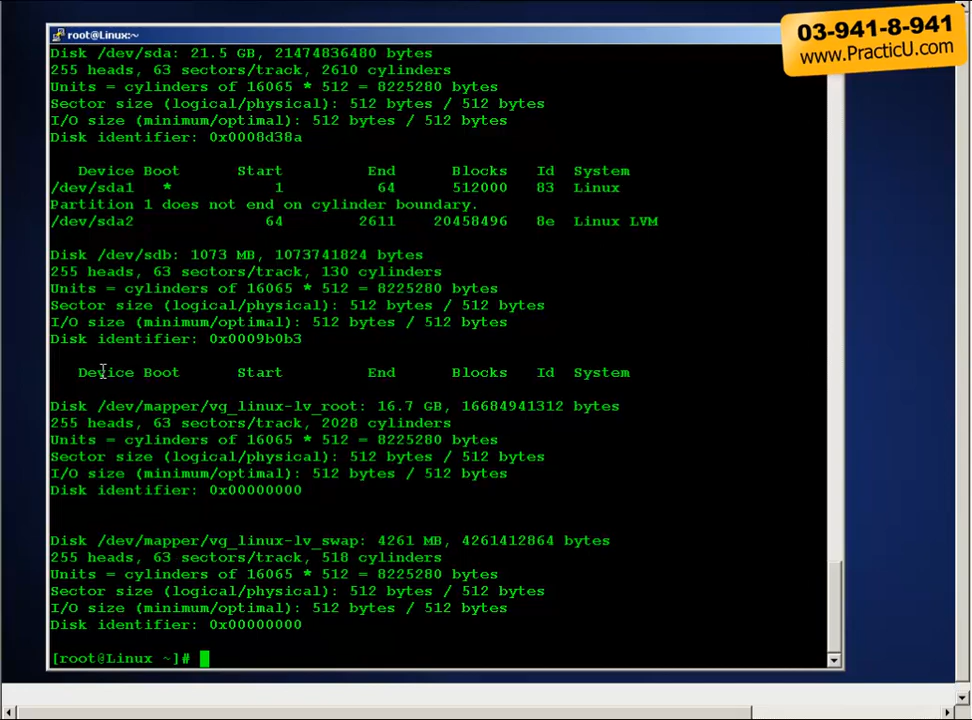 root@Linux:~
03-941-8-941
www.PracticU.com
Disk /dev/sda: 21.5 GB, 21474836480 bytes
255 heads, 63 sectors/track, 2610 cylinders
Units = cylinders of 16065 * 512 = 8225280 bytes
Sector size (logical/physical): 512 bytes / 512 bytes
I/O size (minimum/optimal): 512 bytes / 512 bytes
Disk identifier: 0x0008d38a
Device Boot Start End Blocks Id System
/dev/sda1 * 1 64 512000 83 Linux
Partition 1 does not end on cylinder boundary.
/dev/sda2 64 2611 20458496 8e Linux LVM
Disk /dev/sdb: 1073 MB, 1073741824 bytes
255 heads, 63 sectors/track, 130 cylinders
Units = cylinders of 16065 * 512 = 8225280 bytes
Sector size (logical/physical): 512 bytes / 512 bytes
I/O size (minimum/optimal): 512 bytes / 512 bytes
Disk identifier: 0x0009b0b3
Device Boot Start End Blocks Id System
Disk /dev/mapper/vg_linux-lv_root: 16.7 GB, 16684941312 bytes
255 heads, 63 sectors/track, 2028 cylinders
Units = cylinders of 16065 * 512 = 8225280 bytes
Sector size (logical/physical): 512 bytes / 512 bytes
I/O size (minimum/optimal): 512 bytes / 512 bytes
Disk identifier: 0x00000000
Disk /dev/mapper/vg_linux-lv_swap: 4261 MB, 4261412864 bytes
255 heads, 63 sectors/track, 518 cylinders
Units = cylinders of 16065 * 512 = 8225280 bytes
Sector size (logical/physical): 512 bytes / 512 bytes
I/O size (minimum/optimal): 512 bytes / 512 bytes
Disk identifier: 0x00000000
[root@Linux ~]#